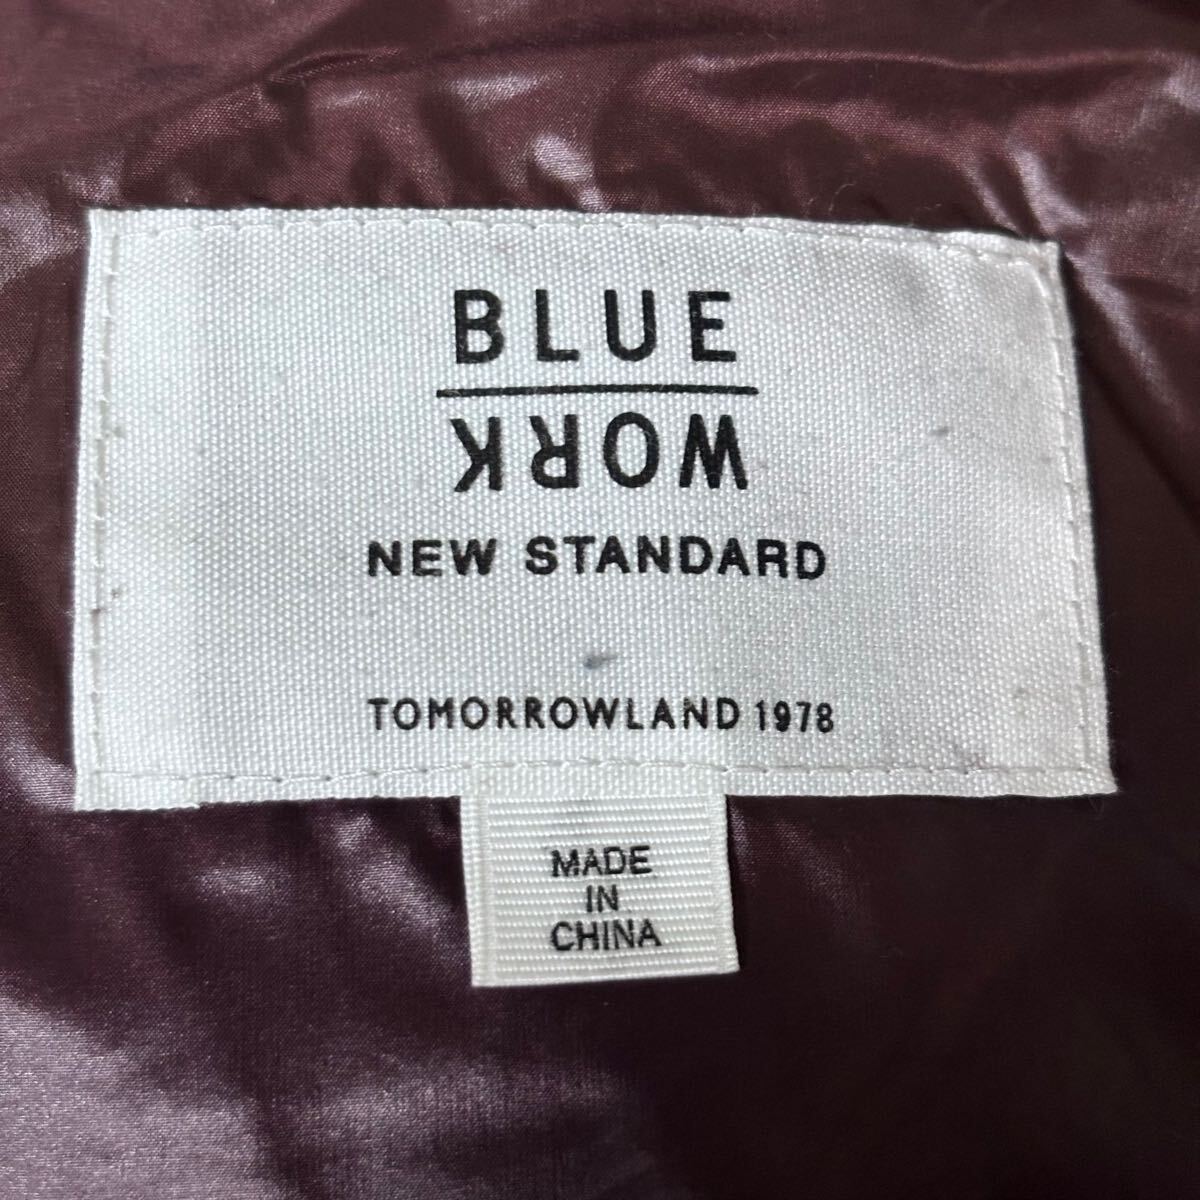 BLUE
WORK
NEW STANDARD
TOMORROWLAND 1978
MADE
IN
CHINA